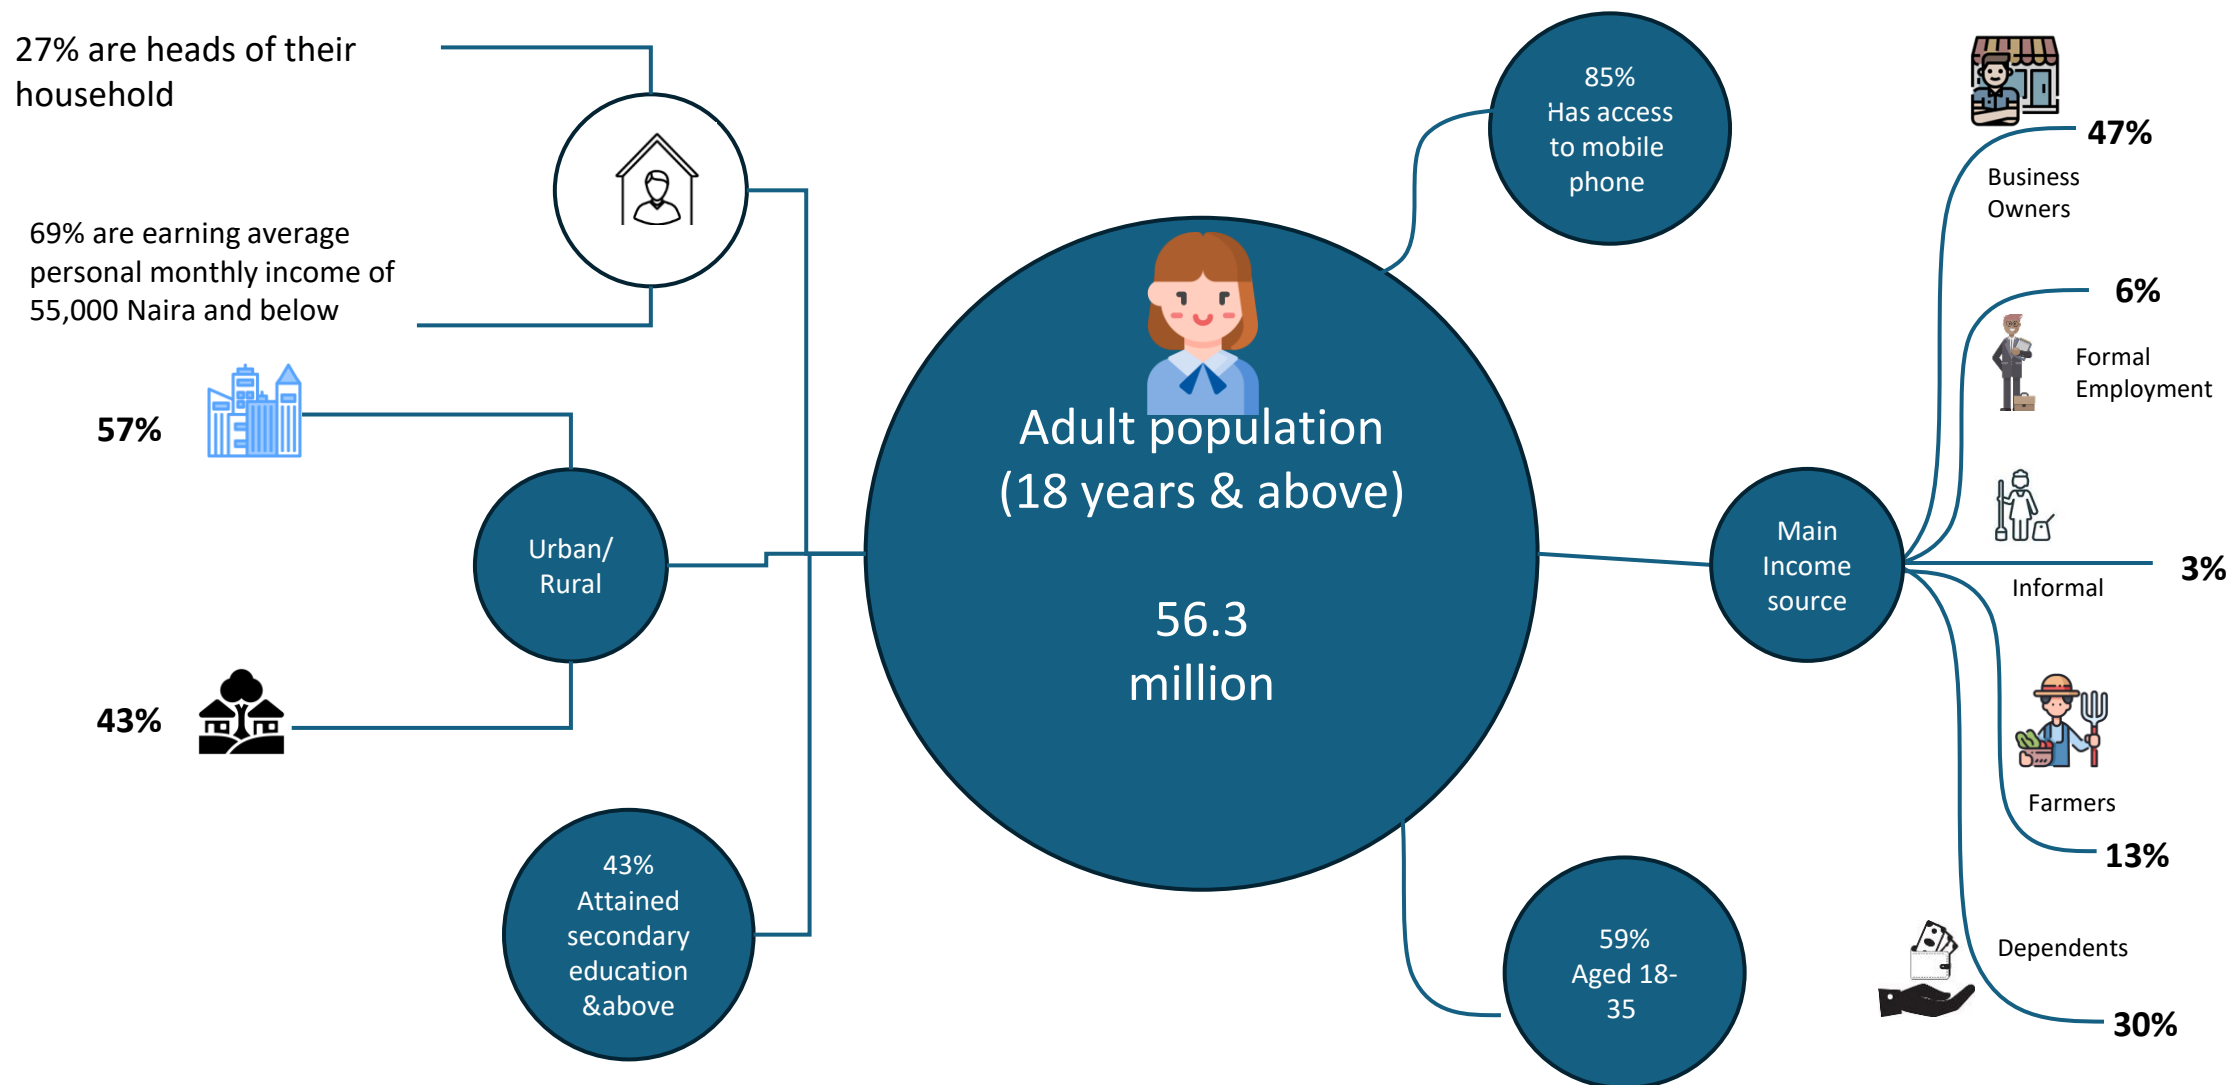 27% are heads of their
household
69% are earning average
personal monthly income of
55,000 Naira and below
57%
Urban/
Rural
43%
43%
Attained
secondary
education
&above
Adult population
(18 years & above)
56.3
million
85%
Has access
to mobile
phone
59%
Aged 18-
35
Main
Income
source
47%
Business
Owners
6%
Formal
Employment
3%
Informal
Farmers
13%
Dependents
30%